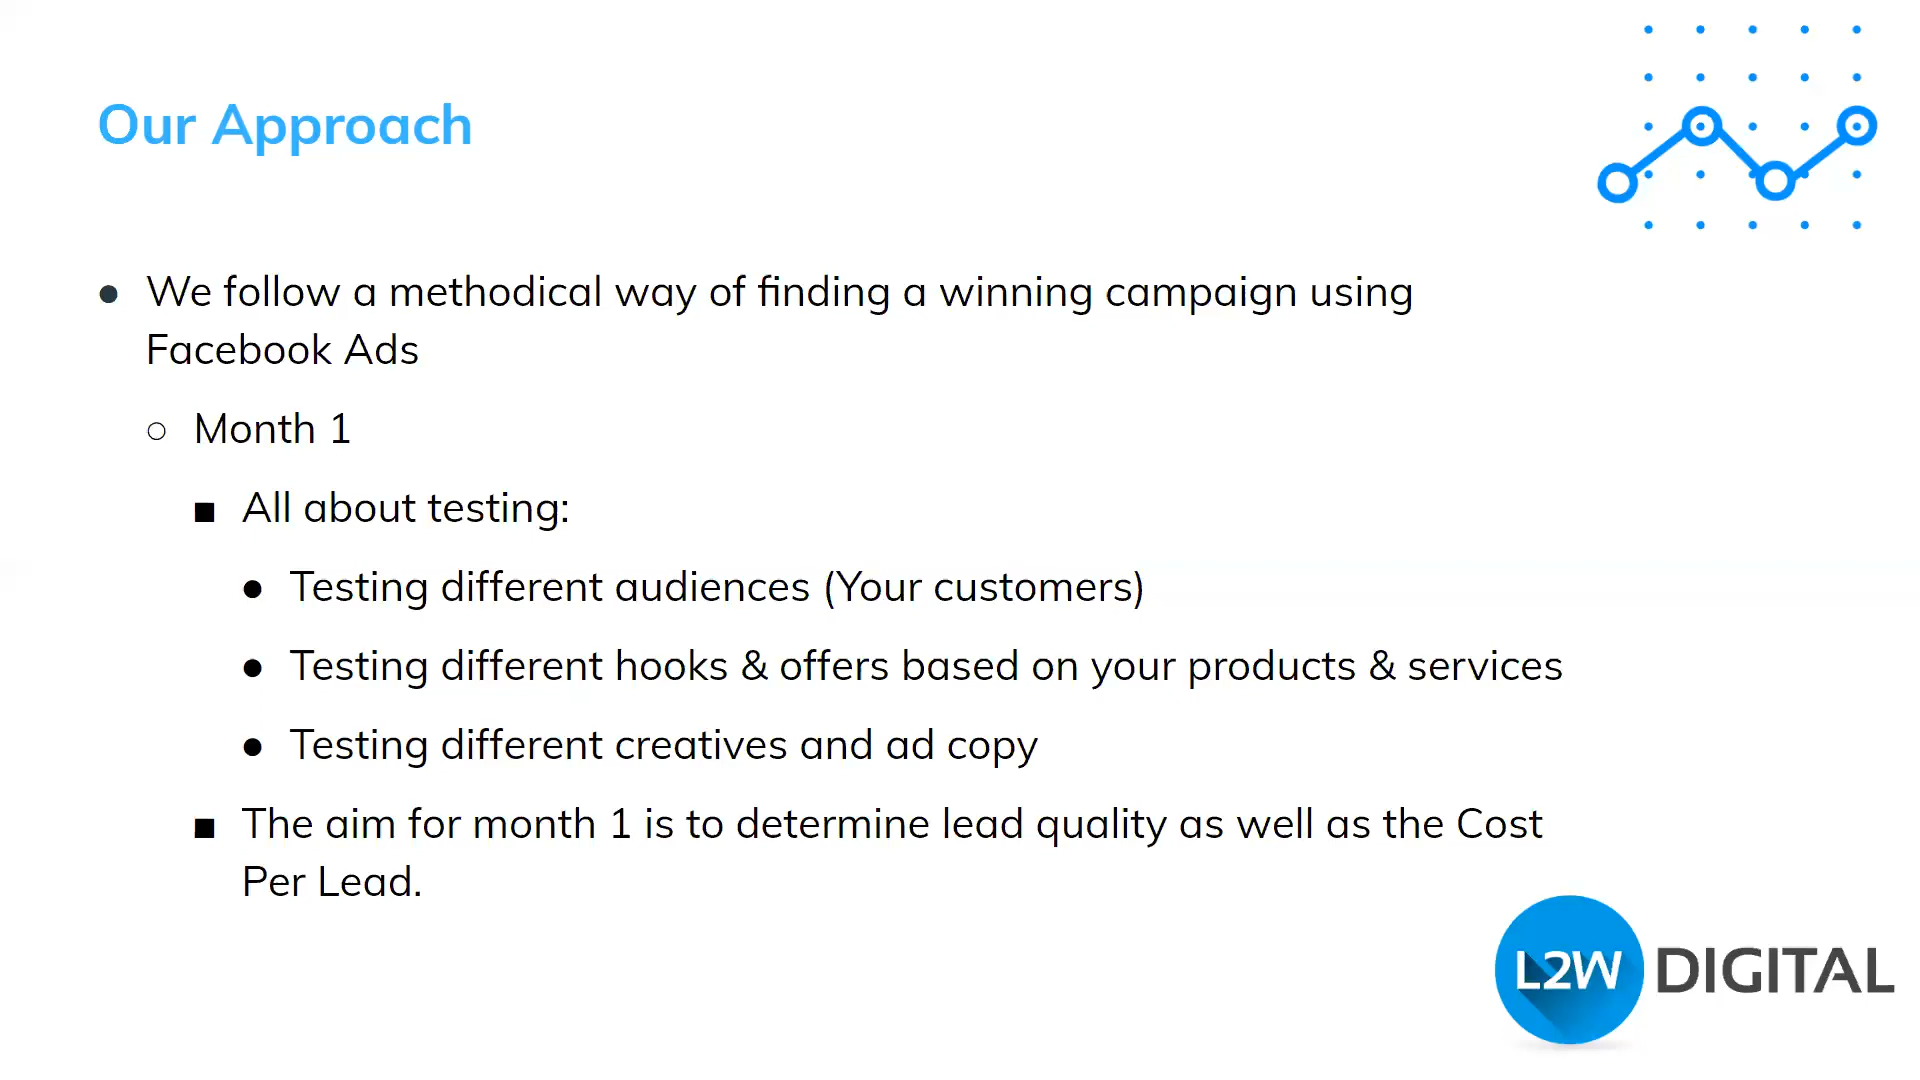 Our Approach
● We follow a methodical way of finding a winning campaign using
Facebook Ads
○ Month 1
■ All about testing:
● Testing different audiences (Your customers)
● Testing different hooks & offers based on your products & services
● Testing different creatives and ad copy
■ The aim for month 1 is to determine lead quality as well as the Cost
Per Lead.
L2W DIGITAL